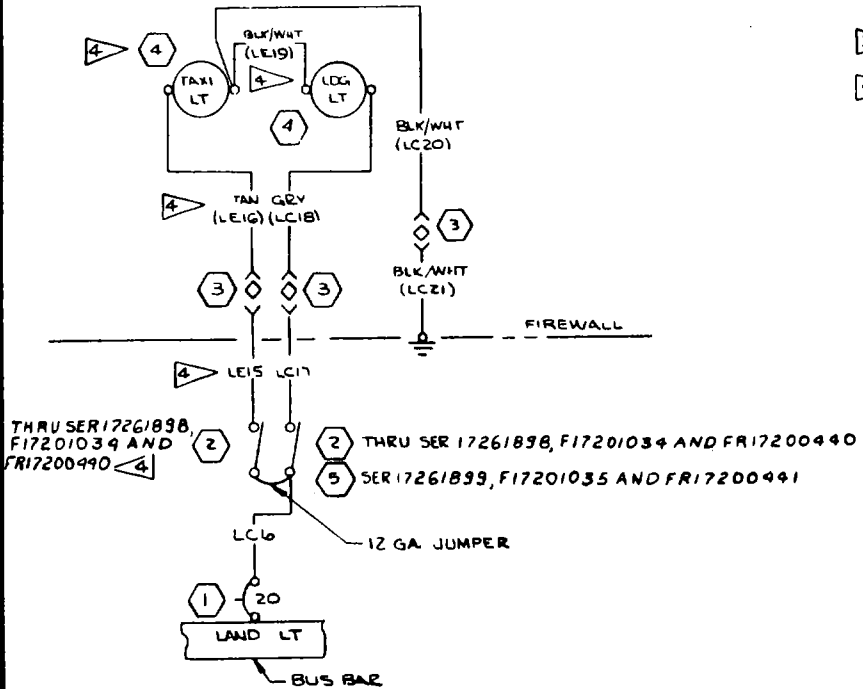 BLK/WHT
(LE19)
4
4
TAXI
LT
4
LDG
LT
4
BLK/WHT
(LC20)
4
TAN GRY
(LE16) (LC18)
3
3
3
BLK/WHT
(LC21)
FIREWALL
4
LE15 LC17
THRU SER 17261898,
F17201034 AND
FR17200440
4
2
2
THRU SER 17261898, F17201034 AND FR17200440
5
SER 17261899, F17201035 AND FR17200441
LC6
12 GA JUMPER
1
20
LAND LT
BUS BAR